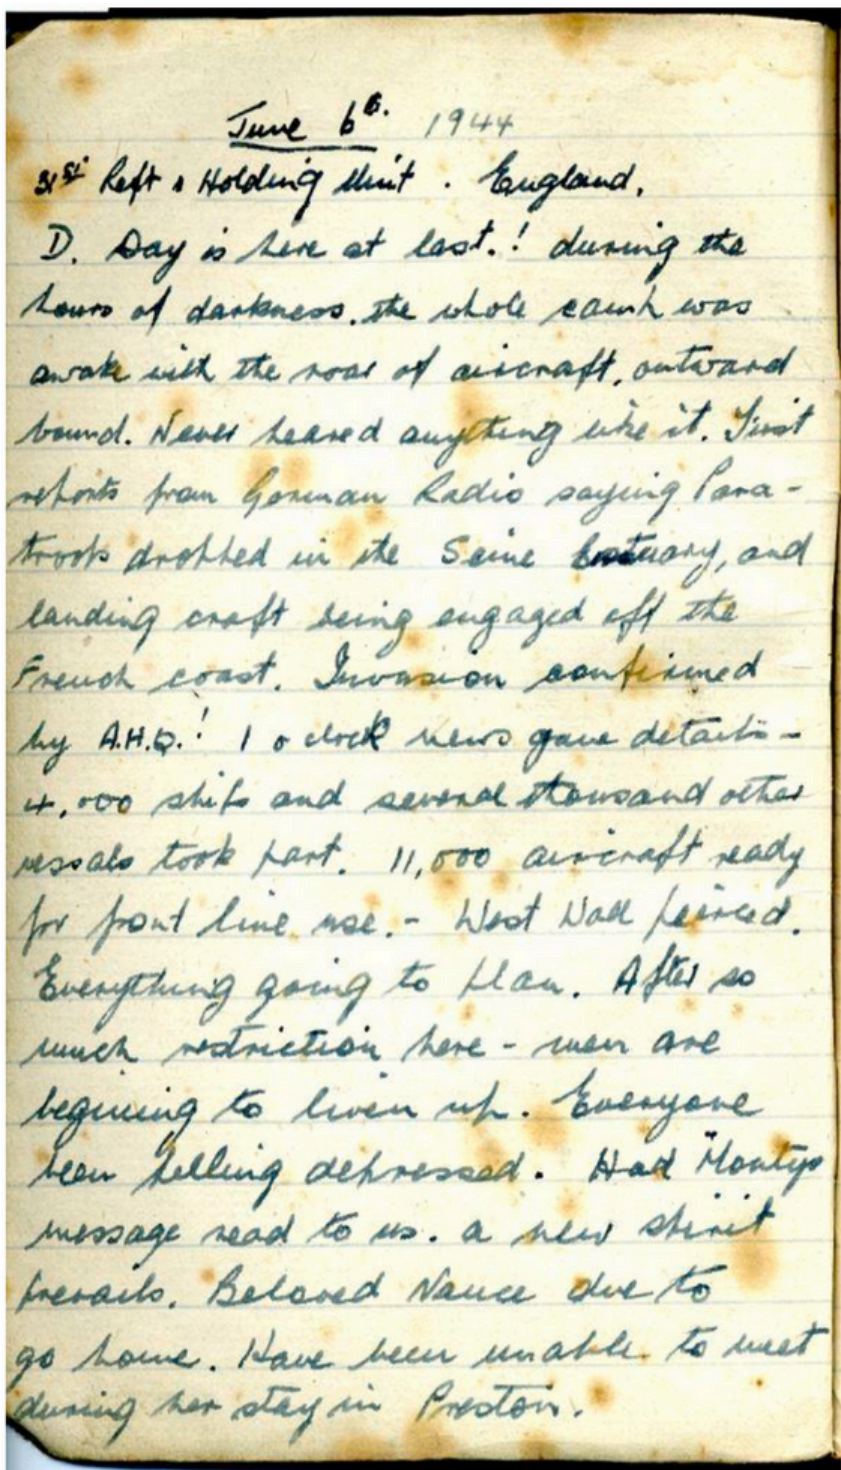 June 6th. 1944
31st Reft & Holding Unit. England.
D. Day is here at last.! during the
hours of darkness. the whole camp was
awake with the roar of aircraft, outward
bound. Never heared anything like it. First
reports from German Radio saying Para-
troops dropped in the Seine Estuary, and
landing craft being engaged off the
French coast. Invasion confirmed
by A.H.Q.! 1 o clock news gave details-
4,000 ships and several thousand other
vessals took part. 11,000 aircraft ready
for front line use.- West Wall peirced.
Everything going to plan. After so
much restriction here - men are
begining to liven up. Everyone
been felling depressed. Had "Montys
message read to us. a new spirit
prevails. Beloved Nance due to
go home. Have been unable to meet
during her stay in Preston.